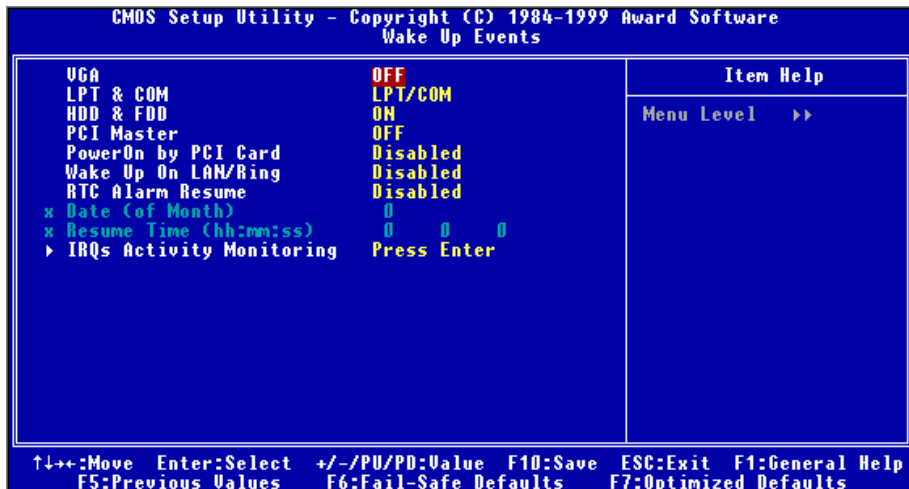 CMOS Setup Utility - Copyright (C) 1984-1999 Award Software
Wake Up Events
VGA OFF
LPT & COM LPT/COM
HDD & FDD ON
PCI Master OFF
PowerOn by PCI Card Disabled
Wake Up On LAN/Ring Disabled
RTC Alarm Resume Disabled
x Date (of Month) 0
x Resume Time (hh:mm:ss) 0 0 0
▸ IRQs Activity Monitoring Press Enter
Item Help
Menu Level ▸▸
↑↓→←:Move Enter:Select +/-/PU/PD:Value F10:Save ESC:Exit F1:General Help
F5:Previous Values F6:Fail-Safe Defaults F7:Optimized Defaults